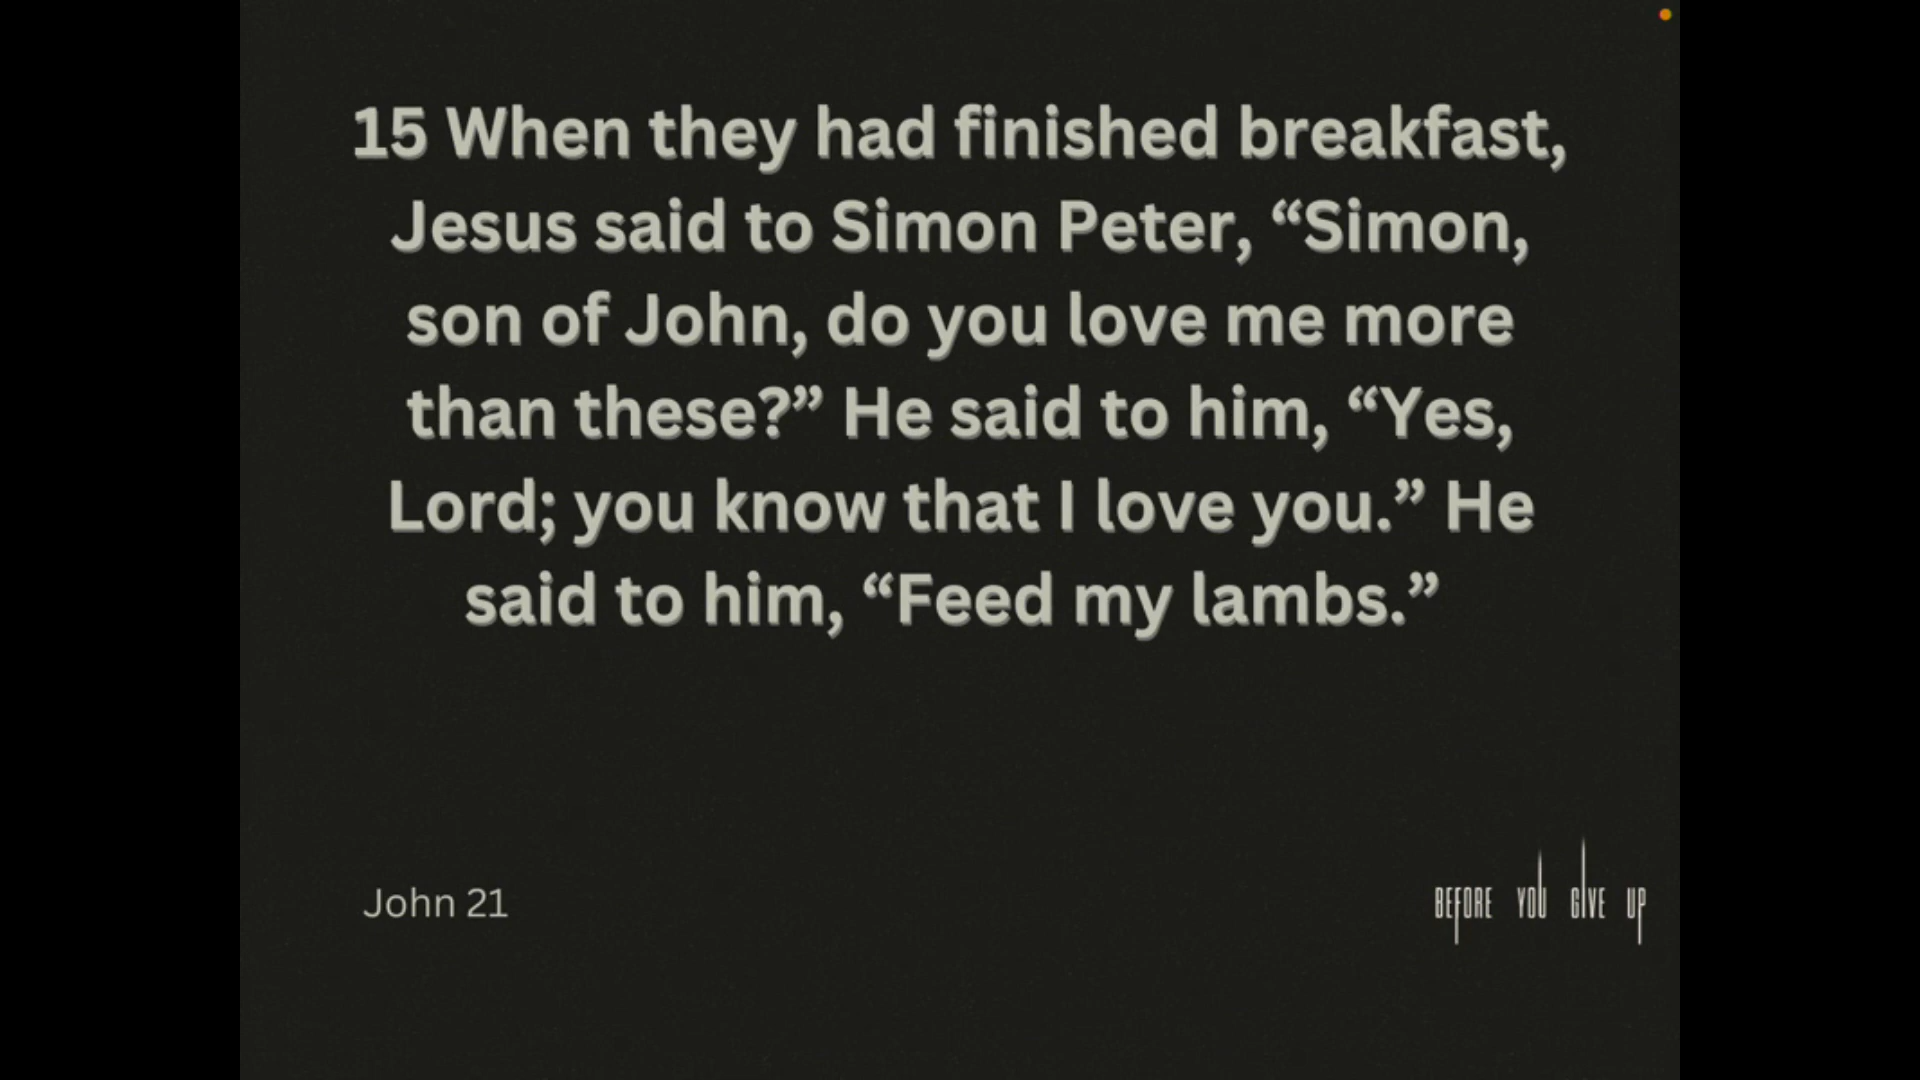 15 When they had finished breakfast,
Jesus said to Simon Peter, “Simon,
son of John, do you love me more
than these?” He said to him, “Yes,
Lord; you know that I love you.” He
said to him, “Feed my lambs.”
John 21
BEFORE YOU GIVE UP